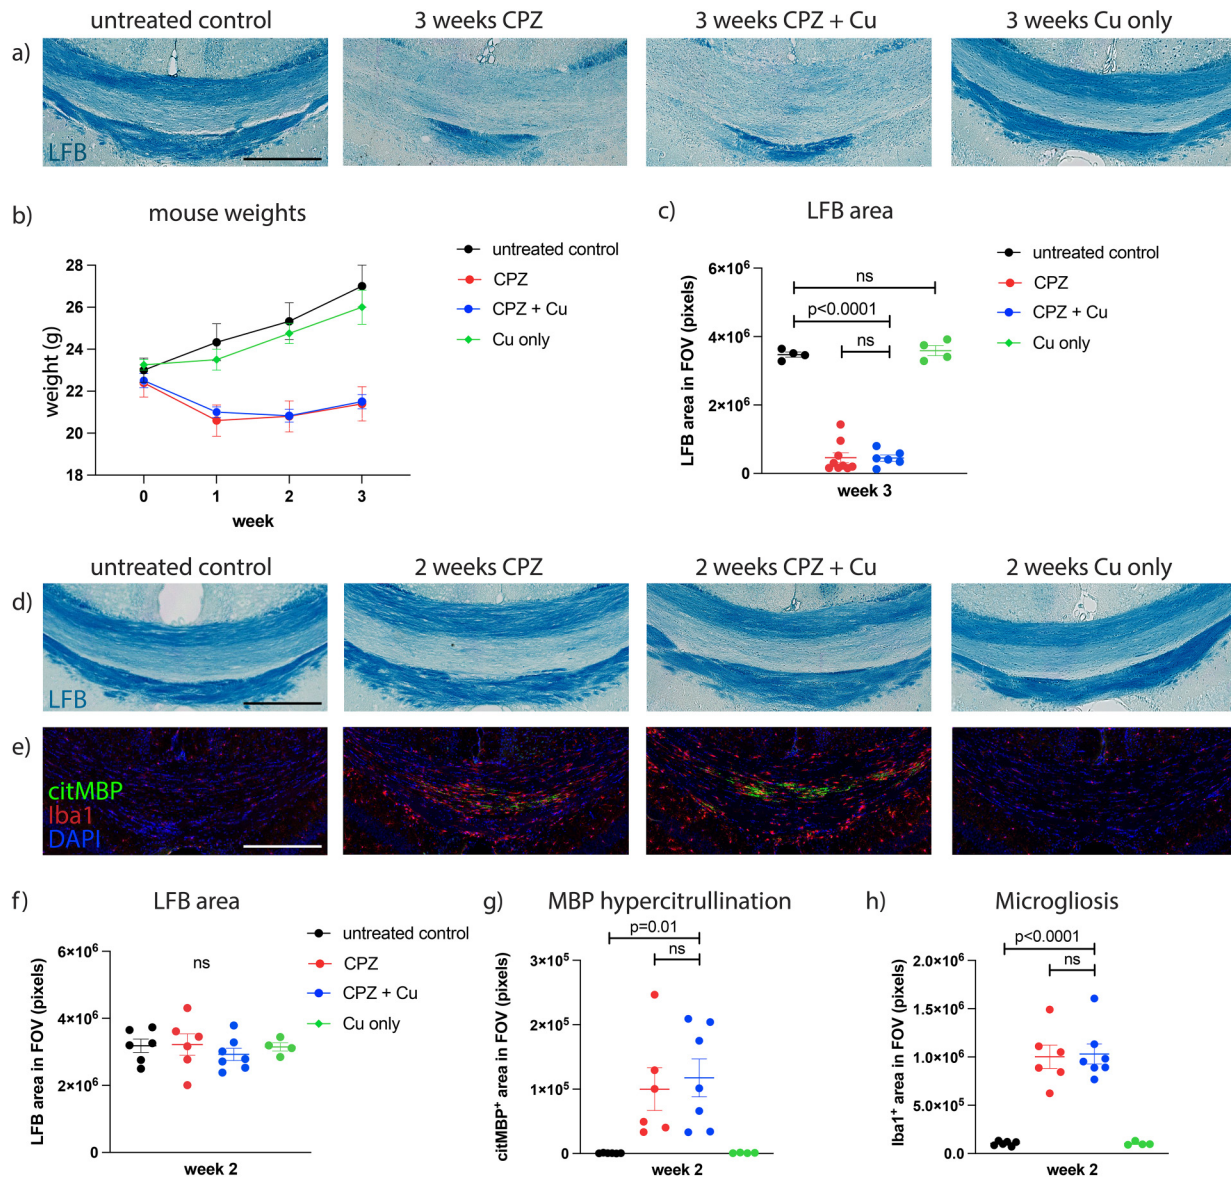 untreated control 3 weeks CPZ 3 weeks CPZ + Cu 3 weeks Cu only
a)
LFB
b) mouse weights
weight (g)
28
26
24
22
20
18
0 1 2 3
week
untreated control
CPZ
CPZ + Cu
Cu only
c) LFB area
LFB area in FOV (pixels)
6×10⁶
4×10⁶
2×10⁶
0
ns
p<0.0001
ns
week 3
untreated control
CPZ
CPZ + Cu
Cu only
untreated control 2 weeks CPZ 2 weeks CPZ + Cu 2 weeks Cu only
d)
LFB
e)
citMBP
Iba1
DAPI
f) LFB area
LFB area in FOV (pixels)
6×10⁶
4×10⁶
2×10⁶
0
ns
week 2
untreated control
CPZ
CPZ + Cu
Cu only
g) MBP hypercitrullination
citMBP⁺ area in FOV (pixels)
p=0.01
ns
3×10⁵
2×10⁵
1×10⁵
0
week 2
h) Microgliosis
Iba1⁺ area in FOV (pixels)
p<0.0001
ns
2.0×10⁶
1.5×10⁶
1.0×10⁶
5.0×10⁵
0.0
week 2